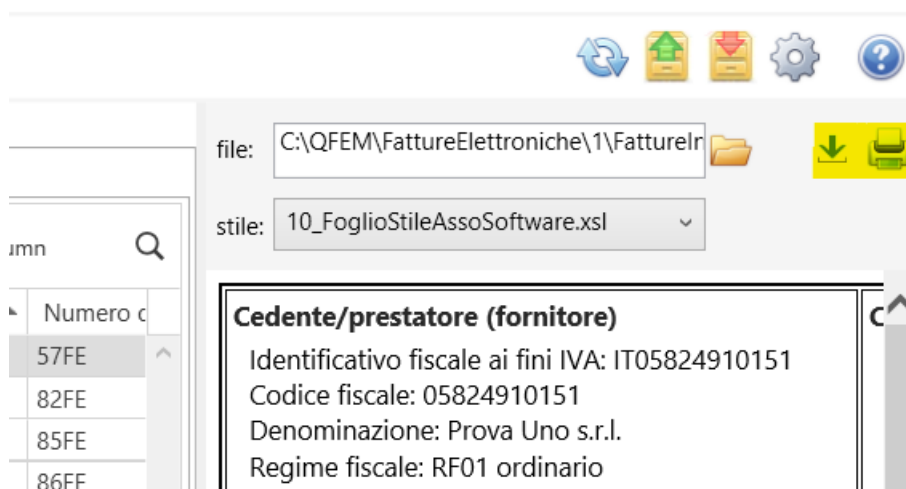 file:
C:\QFEM\FattureElettroniche\1\FattureIn
stile:
10_FoglioStileAssoSoftware.xsl
umn
Numero c
57FE
82FE
85FE
86FE
Cedente/prestatore (fornitore)
Identificativo fiscale ai fini IVA: IT05824910151
Codice fiscale: 05824910151
Denominazione: Prova Uno s.r.l.
Regime fiscale: RF01 ordinario
C